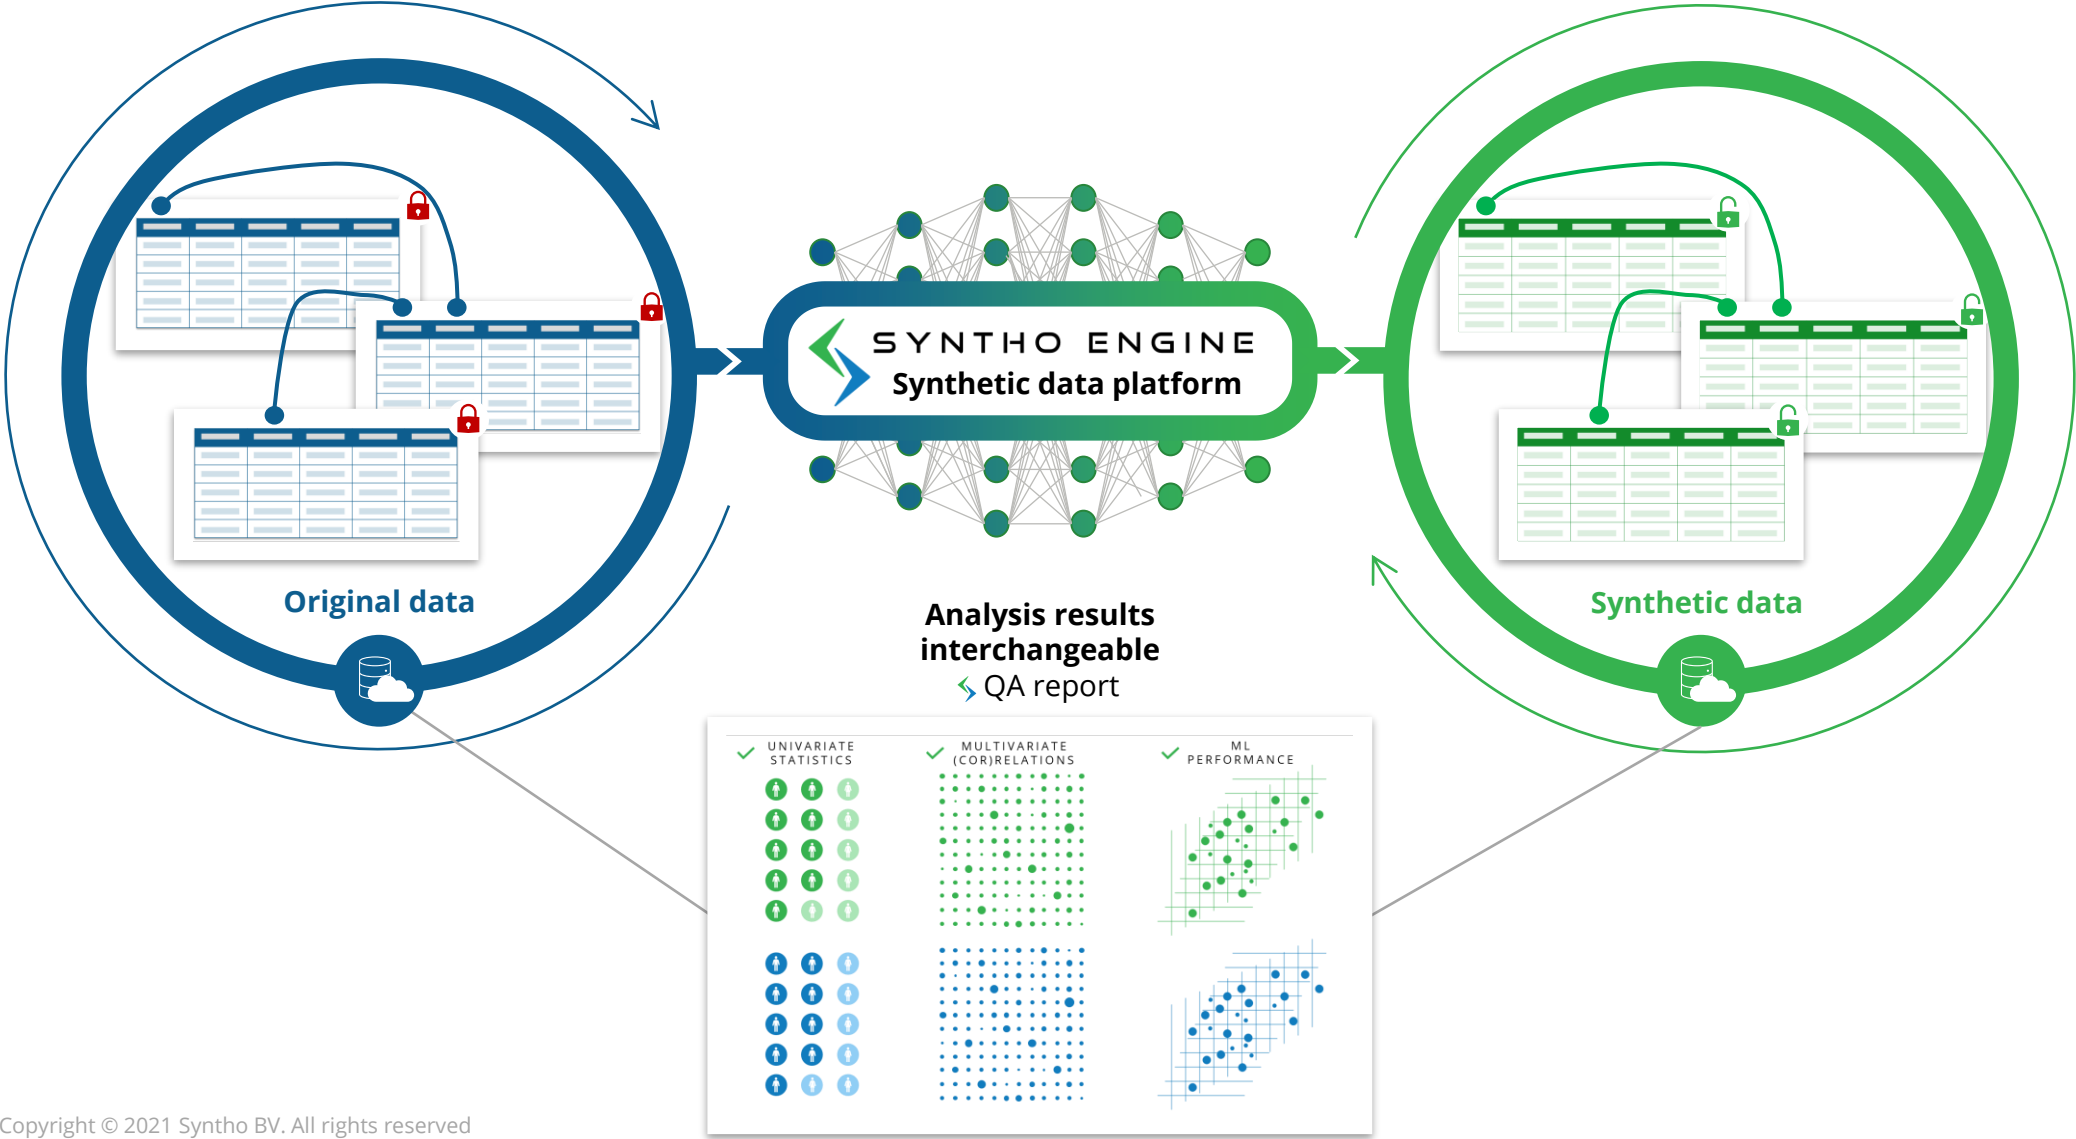 SYNTHO ENGINE
Synthetic data platform
Original data
Synthetic data
Analysis results
interchangeable
QA report
UNIVARIATE
STATISTICS
MULTIVARIATE
(COR)RELATIONS
ML
PERFORMANCE
Copyright © 2021 Syntho BV. All rights reserved